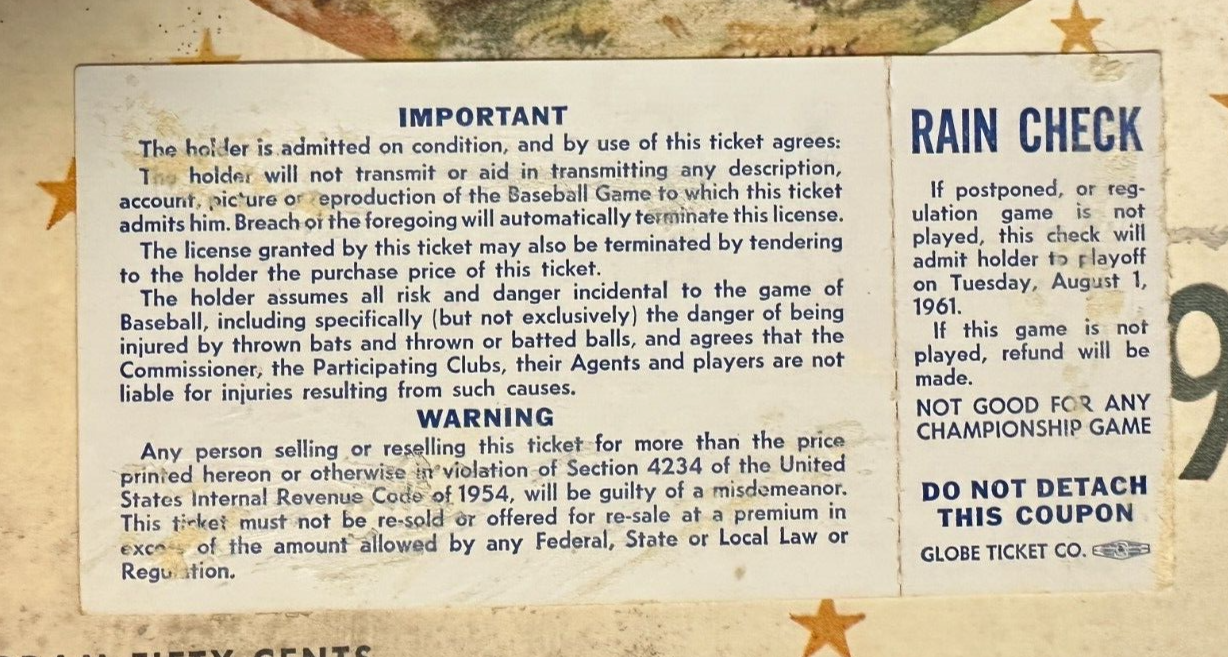 IMPORTANT
The holder is admitted on condition, and by use of this ticket agrees:
The holder will not transmit or aid in transmitting any description,
account, picture or reproduction of the Baseball Game to which this ticket
admits him. Breach of the foregoing will automatically terminate this license.
The license granted by this ticket may also be terminated by tendering
to the holder the purchase price of this ticket.
The holder assumes all risk and danger incidental to the game of
Baseball, including specifically (but not exclusively) the danger of being
injured by thrown bats and thrown or batted balls, and agrees that the
Commissioner, the Participating Clubs, their Agents and players are not
liable for injuries resulting from such causes.
WARNING
Any person selling or reselling this ticket for more than the price
printed hereon or otherwise in violation of Section 4234 of the United
States Internal Revenue Code of 1954, will be guilty of a misdemeanor.
This ticket must not be re-sold or offered for re-sale at a premium in
excess of the amount allowed by any Federal, State or Local Law or
Regulation.
RAIN CHECK
If postponed, or reg-
ulation game is not
played, this check will
admit holder to playoff
on Tuesday, August 1,
1961.
If this game is not
played, refund will be
made.
NOT GOOD FOR ANY
CHAMPIONSHIP GAME
DO NOT DETACH
THIS COUPON
GLOBE TICKET CO.
9
FIFTY CENTS